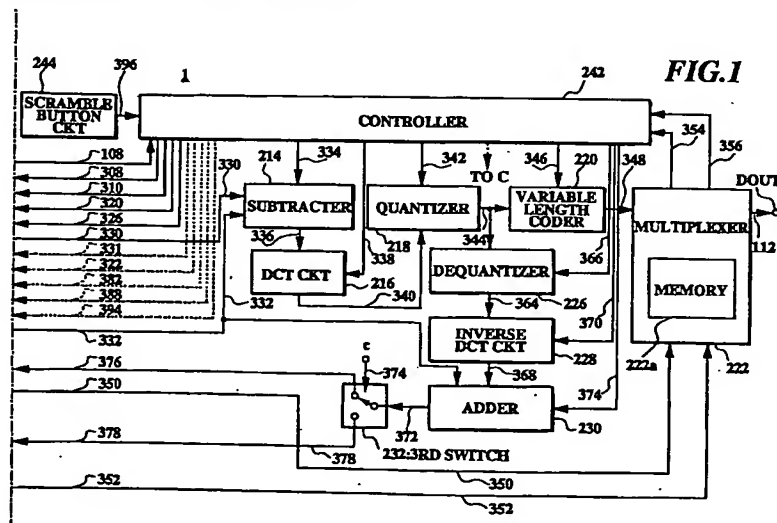 FIG.1
244
396
1
242
SCRAMBLE
BUTTON
CKT
CONTROLLER
354
356
108
308
310
320
326
330
331
322
382
388
394
332
376
350
378
352
330
214
334
SUBTRACTER
336
DCT CKT
216
338
332
340
342
QUANTIZER
218
344
TO C
346
220
348
VARIABLE
LENGTH
CODER
366
DEQUANTIZER
226
364
370
INVERSE
DCT CKT
228
368
374
ADDER
230
372
c
374
232:3RD SWITCH
378
350
352
MULTIPLEXER
MEMORY
222a
222
DOUT
112